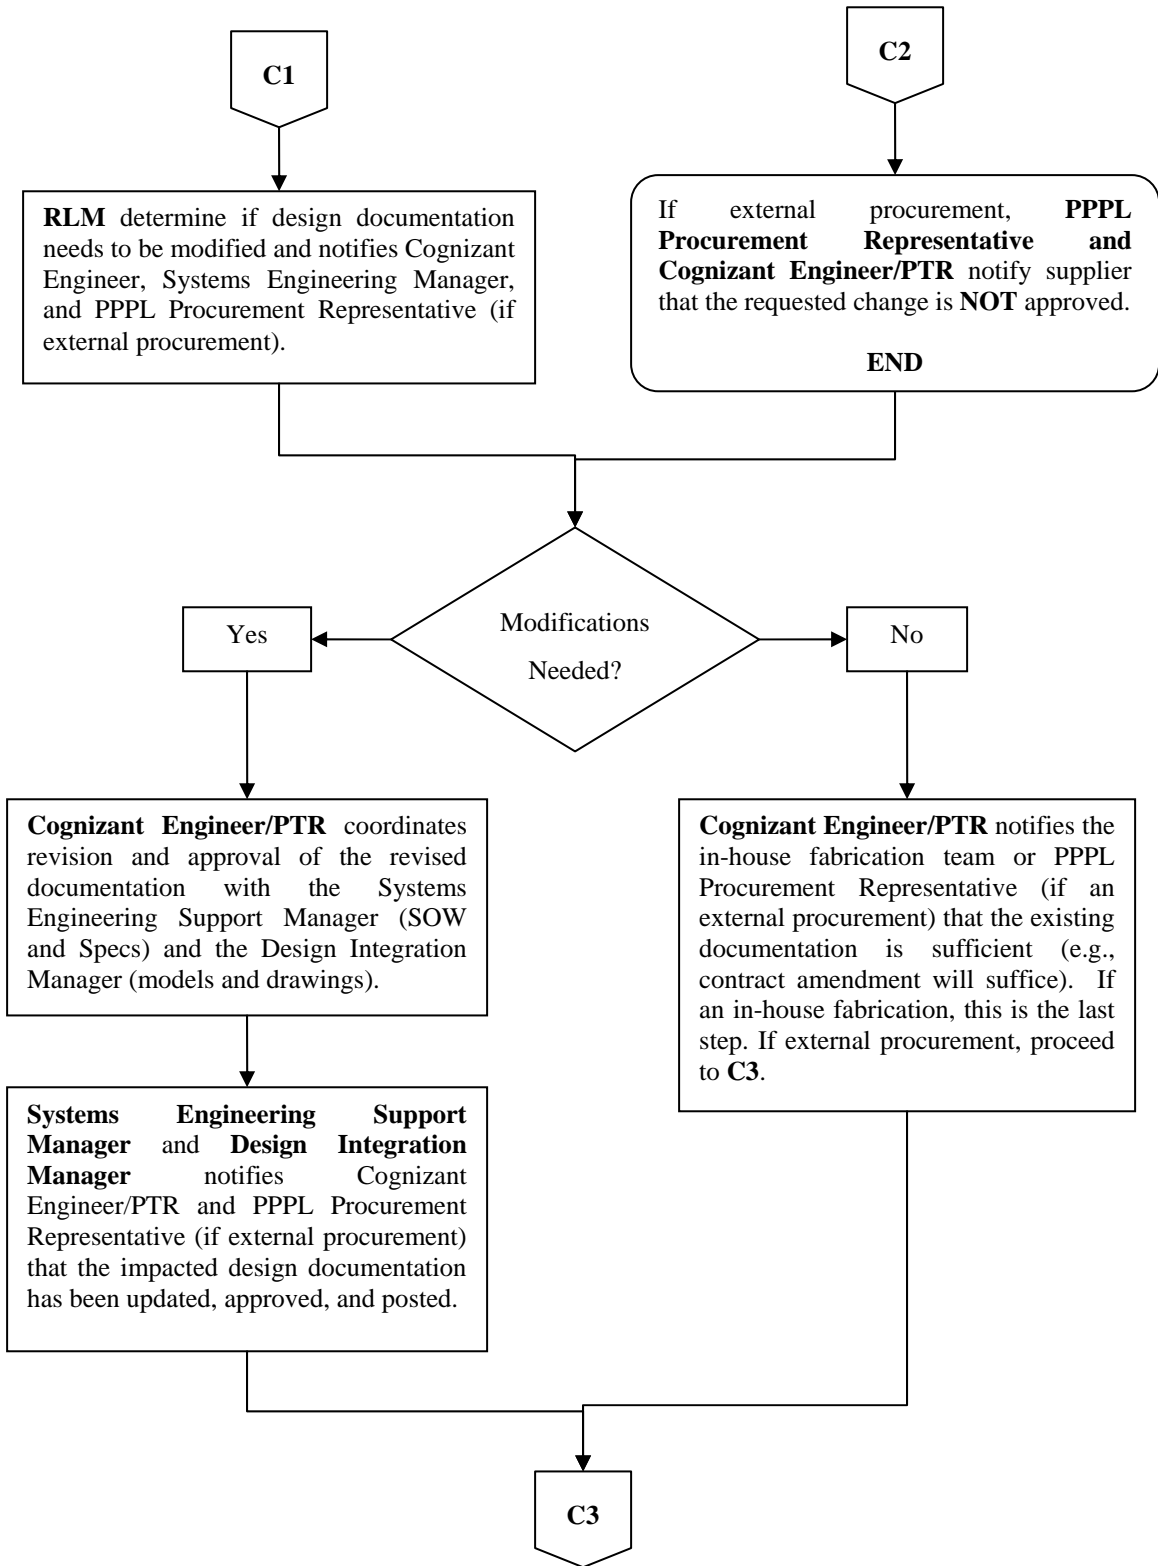 C1
C2
RLM determine if design documentation
needs to be modified and notifies Cognizant
Engineer, Systems Engineering Manager,
and PPPL Procurement Representative (if
external procurement).
If external procurement, PPPL
Procurement Representative and
Cognizant Engineer/PTR notify supplier
that the requested change is NOT approved.
END
Modifications
Needed?
Yes
No
Cognizant Engineer/PTR coordinates
revision and approval of the revised
documentation with the Systems
Engineering Support Manager (SOW
and Specs) and the Design Integration
Manager (models and drawings).
Cognizant Engineer/PTR notifies the
in-house fabrication team or PPPL
Procurement Representative (if an
external procurement) that the existing
documentation is sufficient (e.g.,
contract amendment will suffice). If
an in-house fabrication, this is the last
step. If external procurement, proceed
to C3.
Systems Engineering Support
Manager and Design Integration
Manager notifies Cognizant
Engineer/PTR and PPPL Procurement
Representative (if external procurement)
that the impacted design documentation
has been updated, approved, and posted.
C3